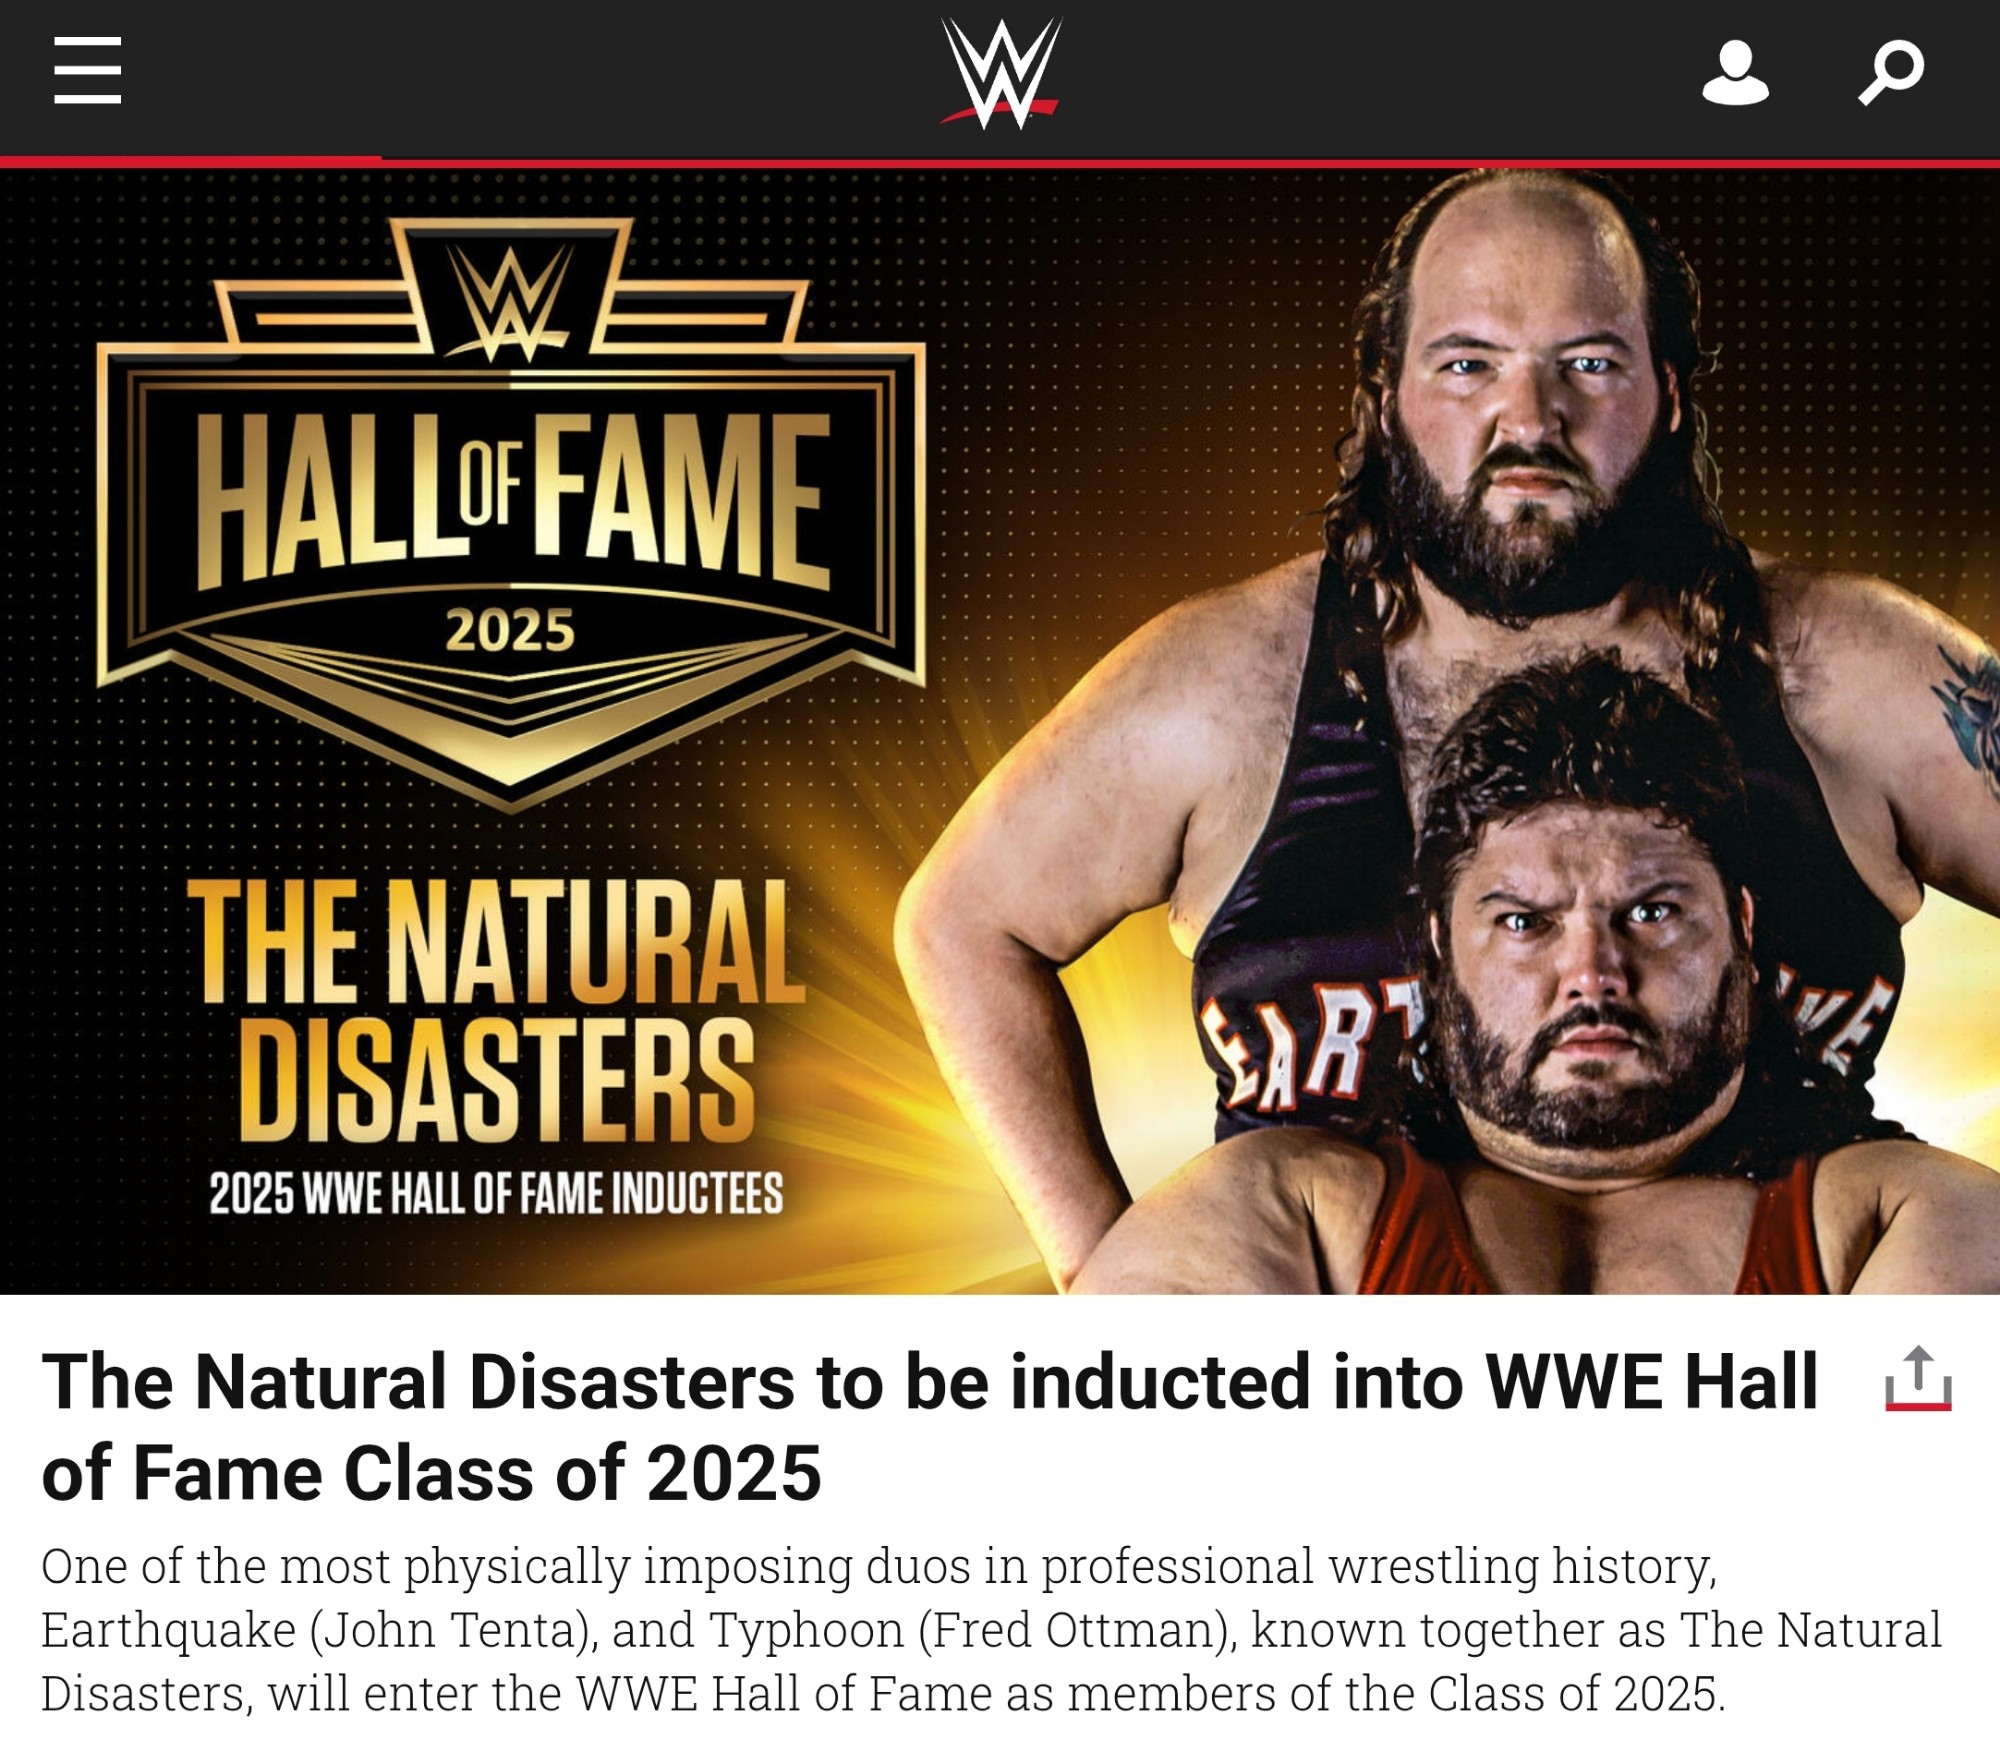 W
W
HALL OF FAME
2025
THE NATURAL
DISASTERS
2025 WWE HALL OF FAME INDUCTEES
EART KE
The Natural Disasters to be inducted into WWE Hall
of Fame Class of 2025
One of the most physically imposing duos in professional wrestling history,
Earthquake (John Tenta), and Typhoon (Fred Ottman), known together as The Natural
Disasters, will enter the WWE Hall of Fame as members of the Class of 2025.